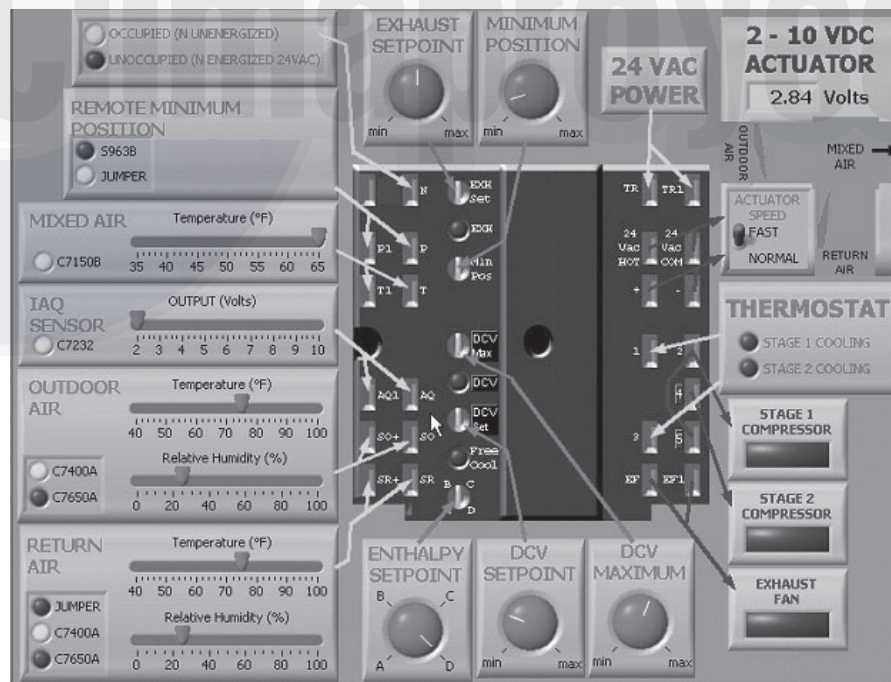 OCCUPIED (N UNENERGIZED)
UNOCCUPIED (N ENERGIZED 24VAC)
REMOTE MINIMUM
POSITION
S963B
JUMPER
MIXED AIR
Temperature (°F)
C7150B
35 40 45 50 55 60 65
IAQ
SENSOR
OUTPUT (Volts)
C7232
2 3 4 5 6 7 8 9 10
OUTDOOR
AIR
Temperature (°F)
40 50 60 70 80 90 100
Relative Humidity (%)
C7400A
C7650A
0 20 40 60 80 100
RETURN
AIR
Temperature (°F)
40 50 60 70 80 90 100
JUMPER
C7400A
C7650A
Relative Humidity (%)
0 20 40 60 80 100
EXHAUST
SETPOINT
min max
MINIMUM
POSITION
min max
24 VAC
POWER
2 - 10 VDC
ACTUATOR
2.84 Volts
OUTDOOR
AIR
MIXED
AIR
ACTUATOR
SPEED
FAST
NORMAL
RETURN
AIR
THERMOSTAT
STAGE 1 COOLING
STAGE 2 COOLING
STAGE 1
COMPRESSOR
STAGE 2
COMPRESSOR
EXHAUST
FAN
N
EXH
Set
P1 P
EXH
T1 T
Min
Pos
DCV
Max
DCV
AQ1 AQ
DCV
Set
SO+ SO
Free
Cool
SR+ SR
B C
D
TR TR1
24 24
Vac Vac
HOT COM
+ -
1 2
4
3 5
EF EF1
ENTHALPY
SETPOINT
B C
A D
DCV
SETPOINT
min max
DCV
MAXIMUM
min max